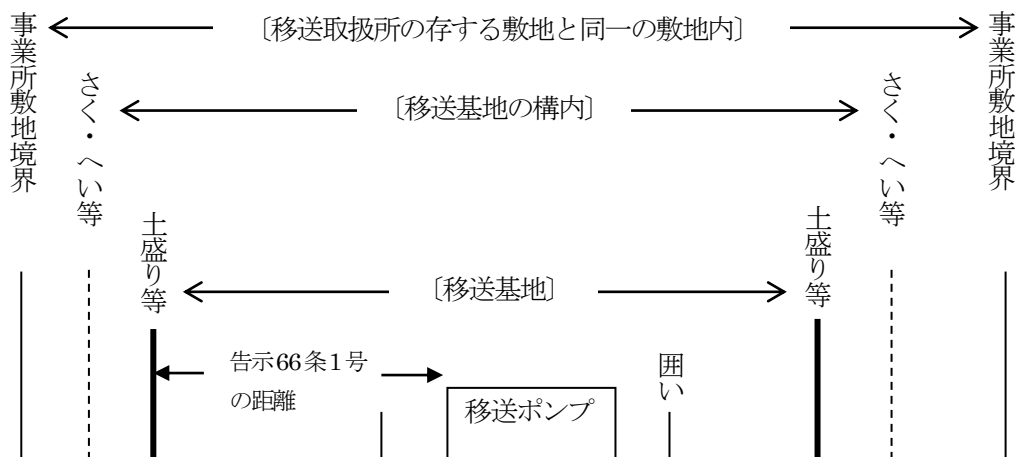 事業所敷地境界
〔移送取扱所の存する敷地と同一の敷地内〕
事業所敷地境界
さく・へい等
〔移送基地の構内〕
さく・へい等
土盛り等
〔移送基地〕
土盛り等
告示66条1号
の距離
移送ポンプ
囲い